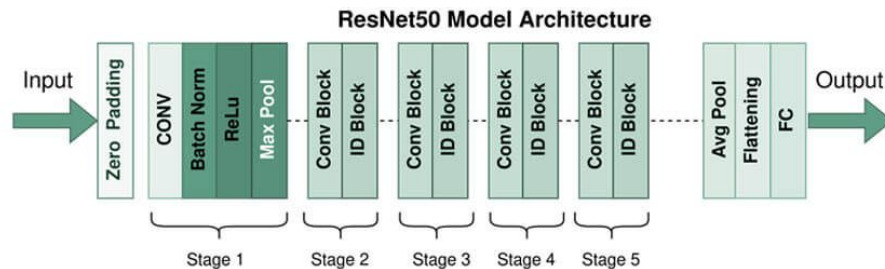 ResNet50 Model Architecture
Input
Zero Padding
CONV
Batch Norm
ReLu
Max Pool
Conv Block
ID Block
Conv Block
ID Block
Conv Block
ID Block
Conv Block
ID Block
Avg Pool
Flattening
FC
Output
Stage 1
Stage 2
Stage 3
Stage 4
Stage 5